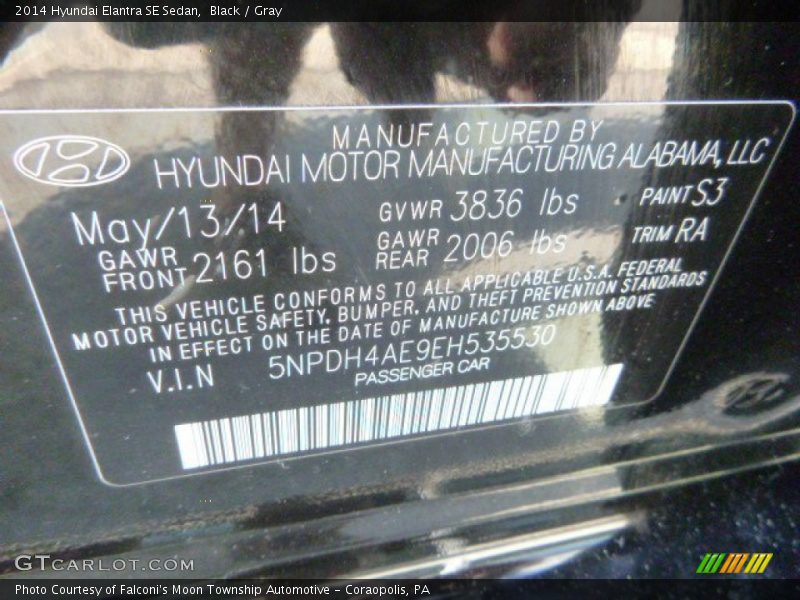 2014 Hyundai Elantra SE Sedan,  Black / Gray
MANUFACTURED BY
HYUNDAI MOTOR MANUFACTURING ALABAMA, LLC
May/13/14 GVWR 3836 lbs PAINT S3
GAWR FRONT 2161 lbs GAWR REAR 2006 lbs TRIM RA
THIS VEHICLE CONFORMS TO ALL APPLICABLE U.S.A. FEDERAL
MOTOR VEHICLE SAFETY, BUMPER, AND THEFT PREVENTION STANDARDS
IN EFFECT ON THE DATE OF MANUFACTURE SHOWN ABOVE
V.I.N 5NPDH4AE9EH535530
PASSENGER CAR
GTCARLOT.COM
Photo Courtesy of Falconi's Moon Township Automotive - Coraopolis, PA